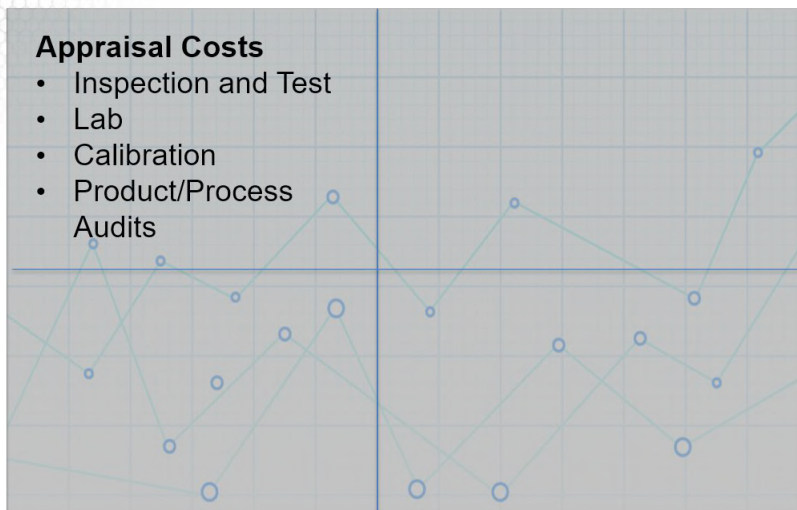 Appraisal Costs
• Inspection and Test
• Lab
• Calibration
• Product/Process
Audits